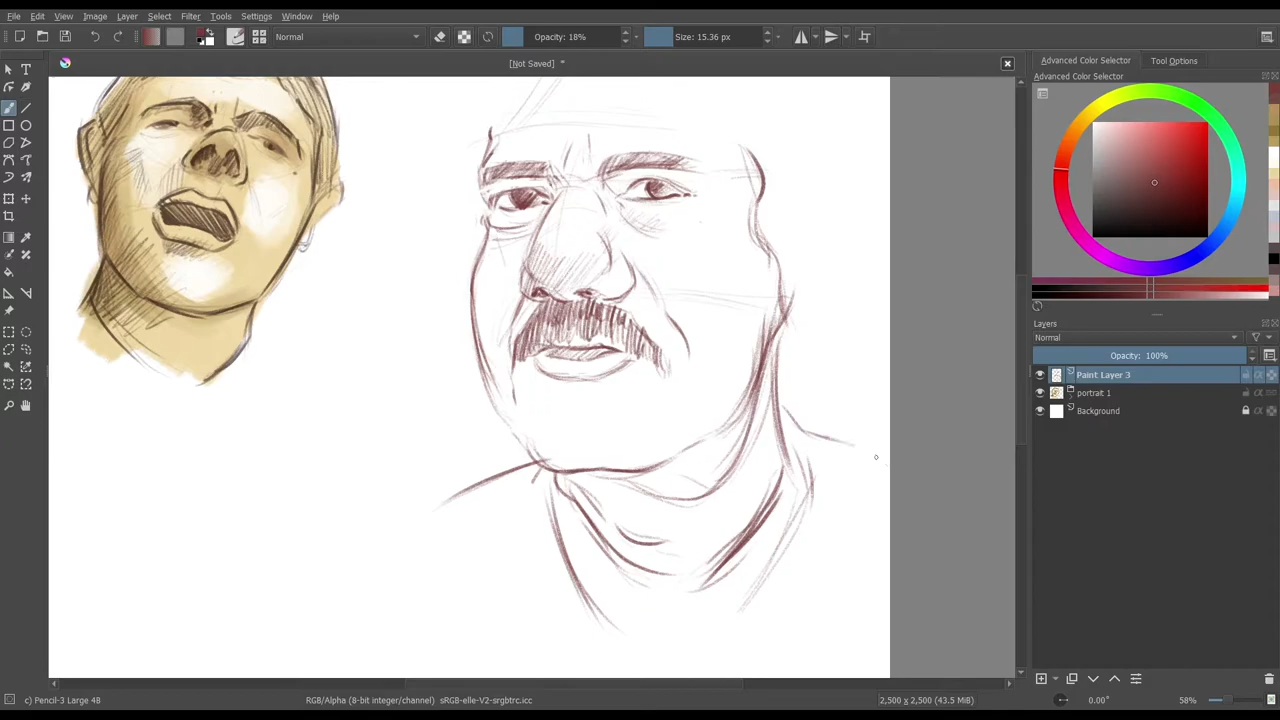 File Edit View Image Layer Select Filter Tools Settings Window Help
Normal Opacity: 18% Size: 15.36 px
[Not Saved] *
Advanced Color Selector Tool Options
Advanced Color Selector
Layers
Normal
Opacity: 100%
Paint Layer 3
portrait 1
Background
c) Pencil-3 Large 4B RGB/Alpha (8-bit integer/channel) sRGB-elle-V2-srgbtrc.icc 2,500 x 2,500 (43.5 MiB) 0.00° 58%